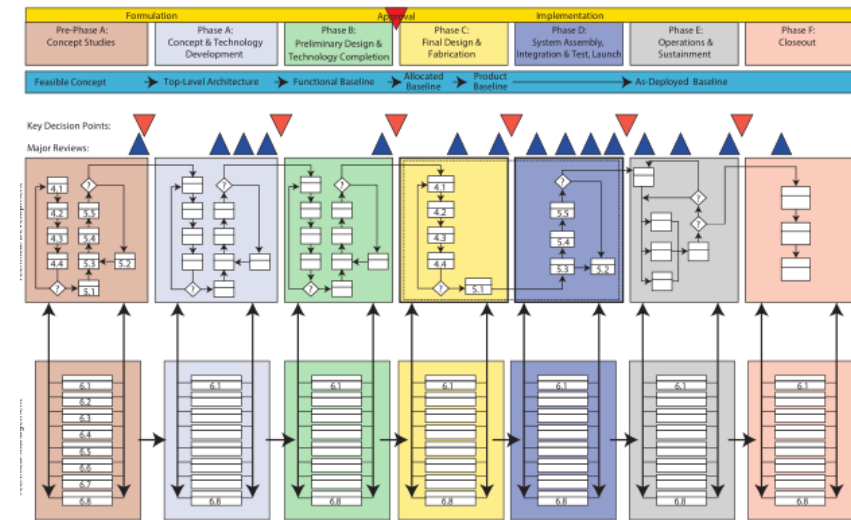 Formulation
Approval
Implementation
Pre-Phase A:
Concept Studies
Phase A:
Concept & Technology
Development
Phase B:
Preliminary Design &
Technology Completion
Phase C:
Final Design &
Fabrication
Phase D:
System Assembly,
Integration & Test, Launch
Phase E:
Operations &
Sustainment
Phase F:
Closeout
Feasible Concept
Top-Level Architecture
Functional Baseline
Allocated
Baseline
Product
Baseline
As-Deployed Baseline
Key Decision Points:
Major Reviews:
4.1
4.2
4.3
4.4
?
5.1
?
5.5
5.4
5.3
5.2
?
?
?
?
4.1
4.2
4.3
4.4
?
5.1
?
5.5
5.4
5.3
5.2
?
?
6.1
6.2
6.3
6.4
6.5
6.6
6.7
6.8
6.1
6.8
6.1
6.8
6.1
6.8
6.1
6.8
6.1
6.8
6.1
6.8